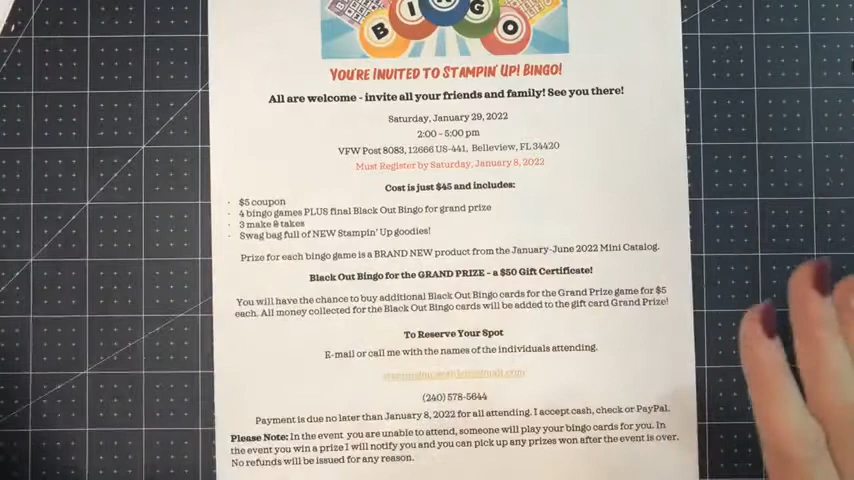 B I N G O
YOU'RE INVITED TO STAMPIN' UP! BINGO!
All are welcome - invite all your friends and family! See you there!
Saturday, January 29, 2022
2:00 - 5:00 pm
VFW Post 8083, 12666 US-441, Belleview, FL 34420
Must Register by Saturday, January 8, 2022
Cost is just $45 and includes:
· $5 coupon
· 4 bingo games PLUS final Black Out Bingo for grand prize
· 3 make & takes
· Swag bag full of NEW Stampin' Up goodies!
Prize for each bingo game is a BRAND NEW product from the January-June 2022 Mini Catalog.
Black Out Bingo for the GRAND PRIZE - a $50 Gift Certificate!
You will have the chance to buy additional Black Out Bingo cards for the Grand Prize game for $5
each. All money collected for the Black Out Bingo cards will be added to the gift card Grand Prize!
To Reserve Your Spot
E-mail or call me with the names of the individuals attending.
(240) 578-5644
Payment is due no later than January 8, 2022 for all attending. I accept cash, check or PayPal.
Please Note: In the event you are unable to attend, someone will play your bingo cards for you. In
the event you win a prize I will notify you and you can pick up any prizes won after the event is over.
No refunds will be issued for any reason.